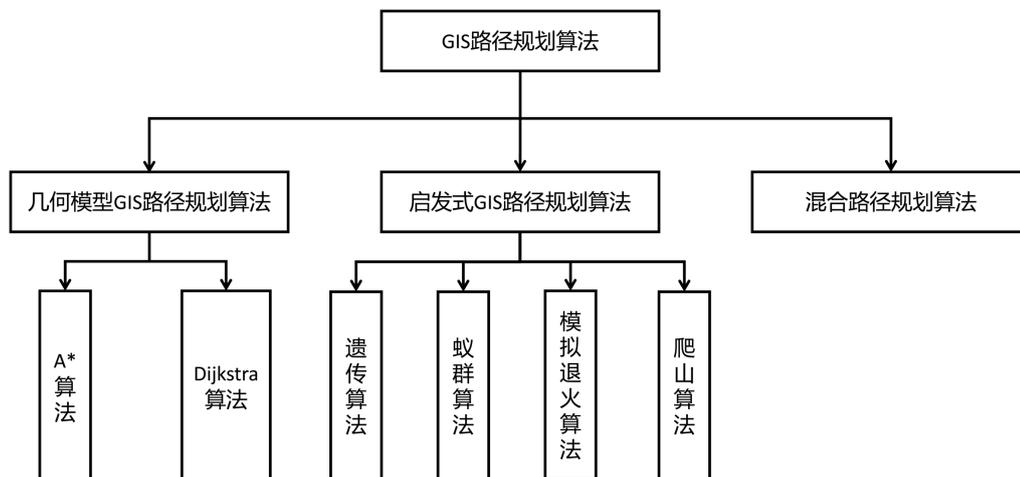 GIS路径规划算法
几何模型GIS路径规划算法
启发式GIS路径规划算法
混合路径规划算法
A*
算法
Dijkstra
算法
遗传算法
蚁群算法
模拟退火算法
爬山算法